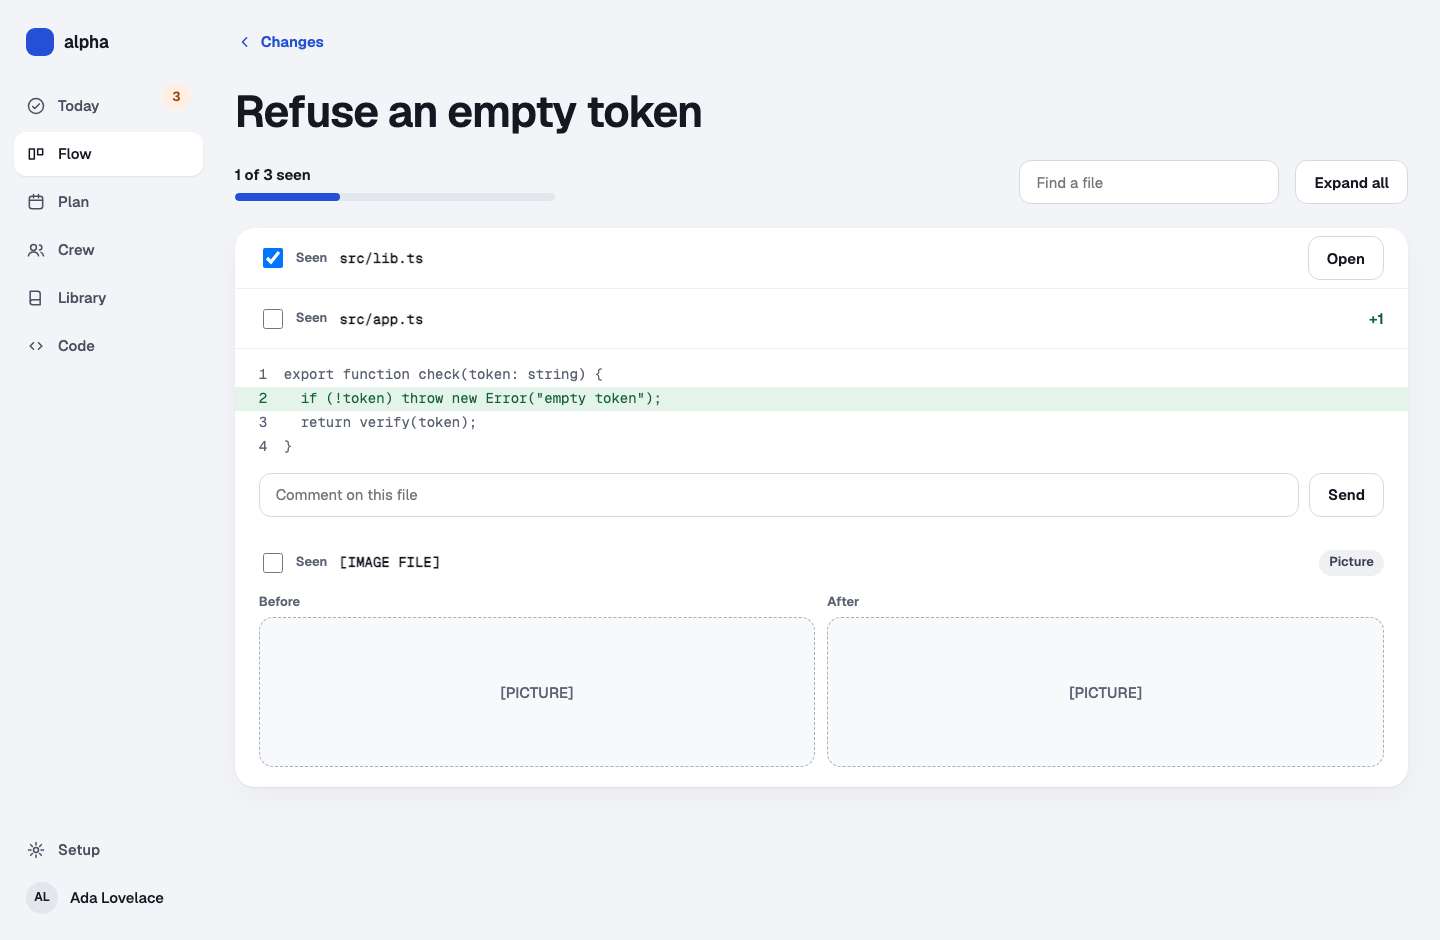 alpha
Today 3
Flow
Plan
Crew
Library
Code
Setup
AL Ada Lovelace
Changes
Refuse an empty token
1 of 3 seen
Find a file
Expand all
Seen src/lib.ts
Open
Seen src/app.ts
+1
1 export function check(token: string) {
2   if (!token) throw new Error("empty token");
3   return verify(token);
4 }
Comment on this file
Send
Seen [IMAGE FILE]
Picture
Before
After
[PICTURE]
[PICTURE]